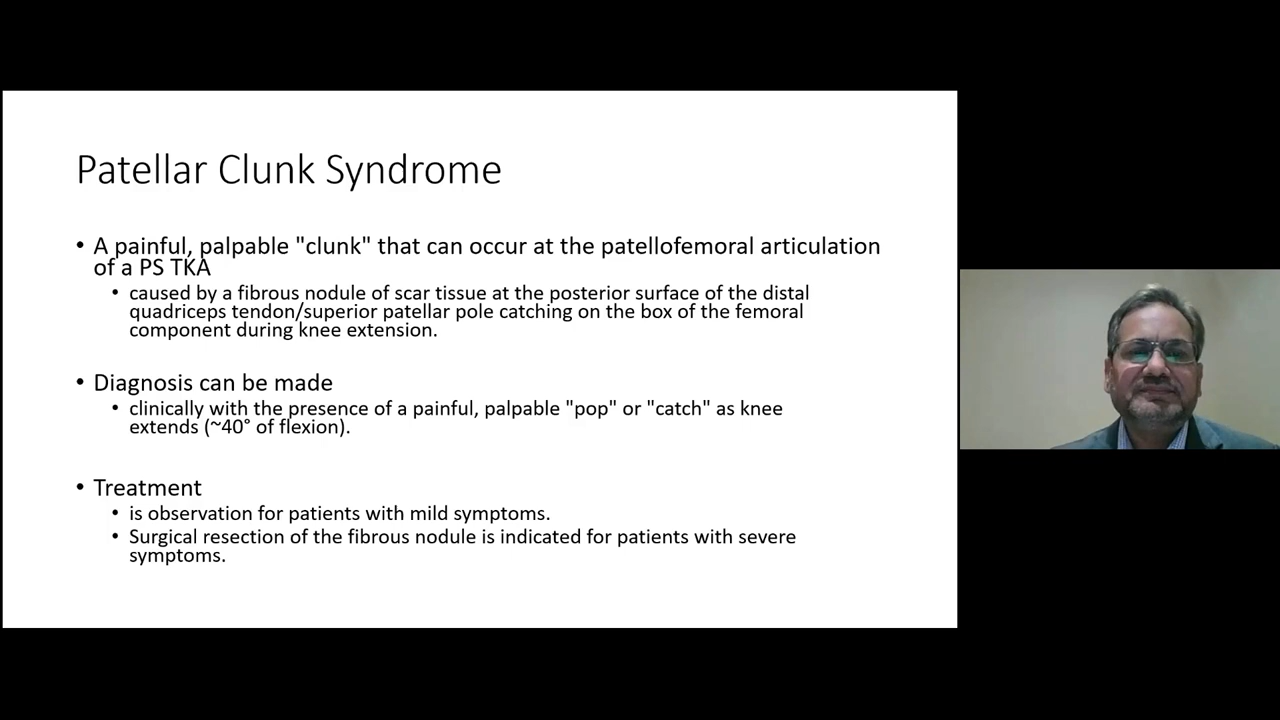 Patellar Clunk Syndrome
• A painful, palpable "clunk" that can occur at the patellofemoral articulation
of a PS TKA
• caused by a fibrous nodule of scar tissue at the posterior surface of the distal
quadriceps tendon/superior patellar pole catching on the box of the femoral
component during knee extension.
• Diagnosis can be made
• clinically with the presence of a painful, palpable "pop" or "catch" as knee
extends (~40° of flexion).
• Treatment
• is observation for patients with mild symptoms.
• Surgical resection of the fibrous nodule is indicated for patients with severe
symptoms.